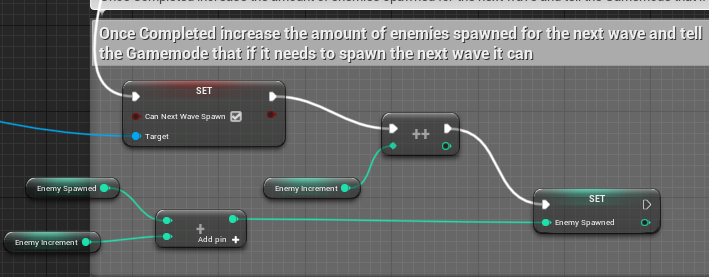 Once Completed increase the amount of enemies spawned for the next wave and tell
the Gamemode that if it needs to spawn the next wave it can
SET
Can Next Wave Spawn
Target
++
Enemy Spawned
Enemy Increment
SET
Enemy Spawned
+
Add pin +
Enemy Increment